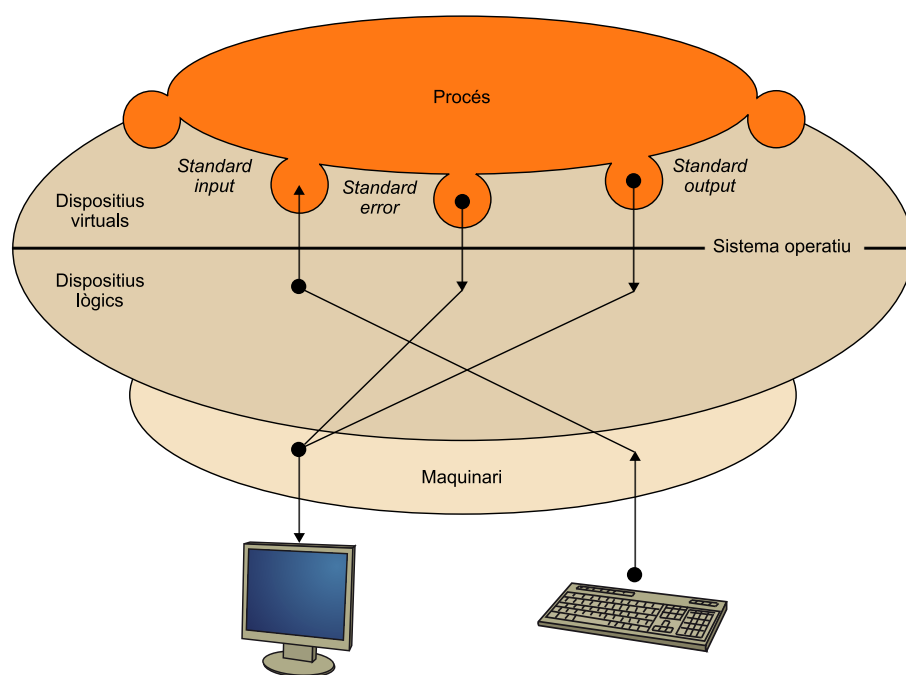 Procés
Standard
input
Standard
error
Standard
output
Dispositius
virtuals
Sistema operatiu
Dispositius
lògics
Maquinari